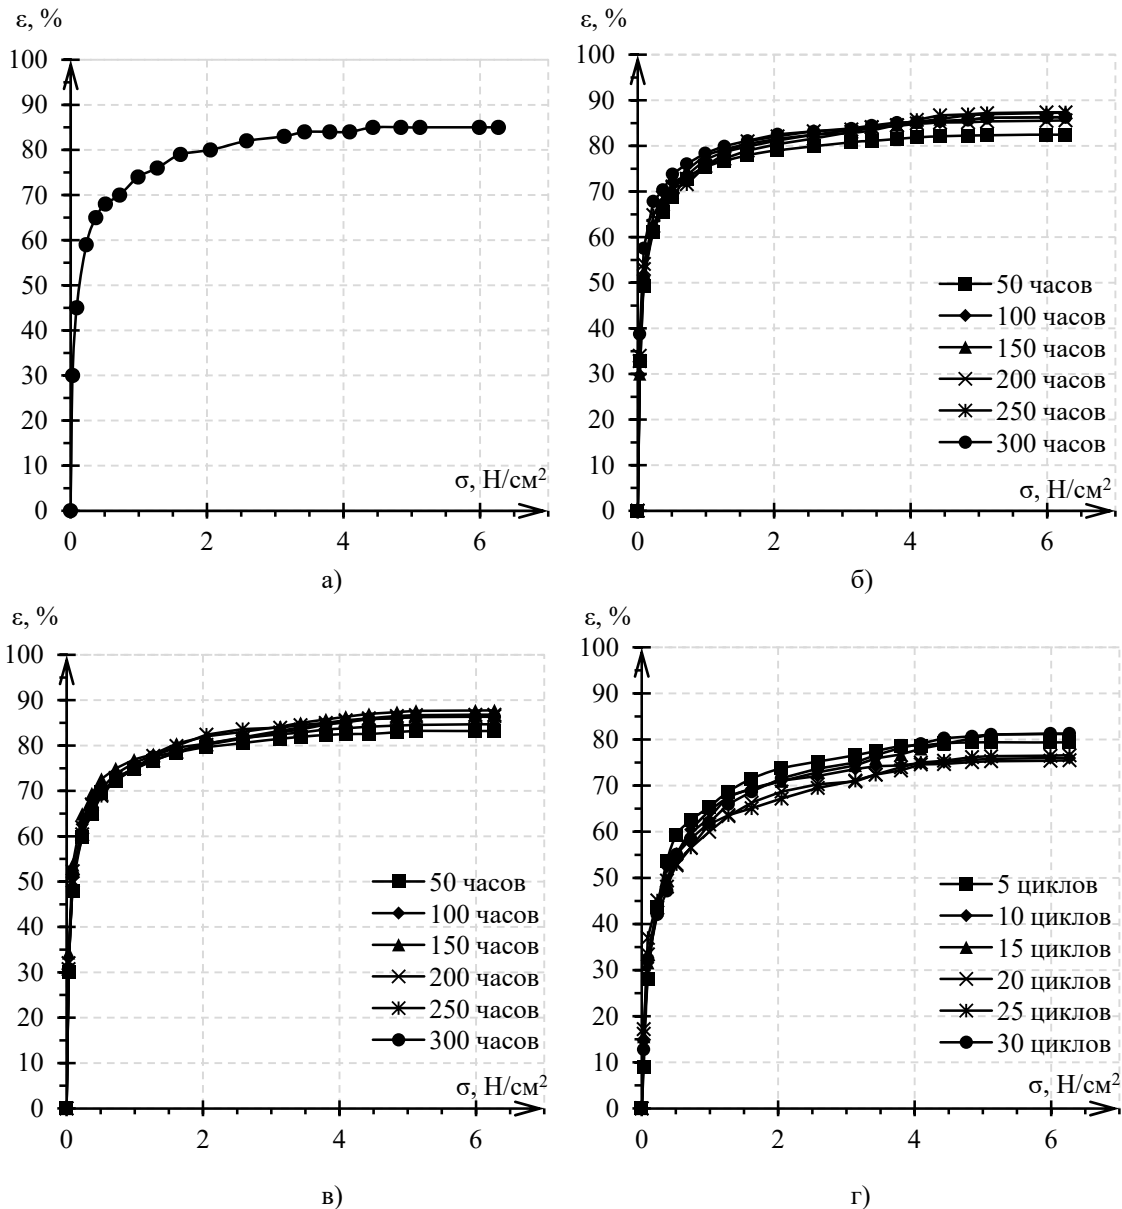 ε, %
100
90
80
70
60
50
40
30
20
10
0
σ, Н/см²
0 2 4 6
а)
ε, %
100
90
80
70
60
50
40
30
20
10
0
50 часов
100 часов
150 часов
200 часов
250 часов
300 часов
σ, Н/см²
0 2 4 6
б)
ε, %
100
90
80
70
60
50
40
30
20
10
0
50 часов
100 часов
150 часов
200 часов
250 часов
300 часов
σ, Н/см²
0 2 4 6
в)
ε, %
100
90
80
70
60
50
40
30
20
10
0
5 циклов
10 циклов
15 циклов
20 циклов
25 циклов
30 циклов
σ, Н/см²
0 2 4 6
г)